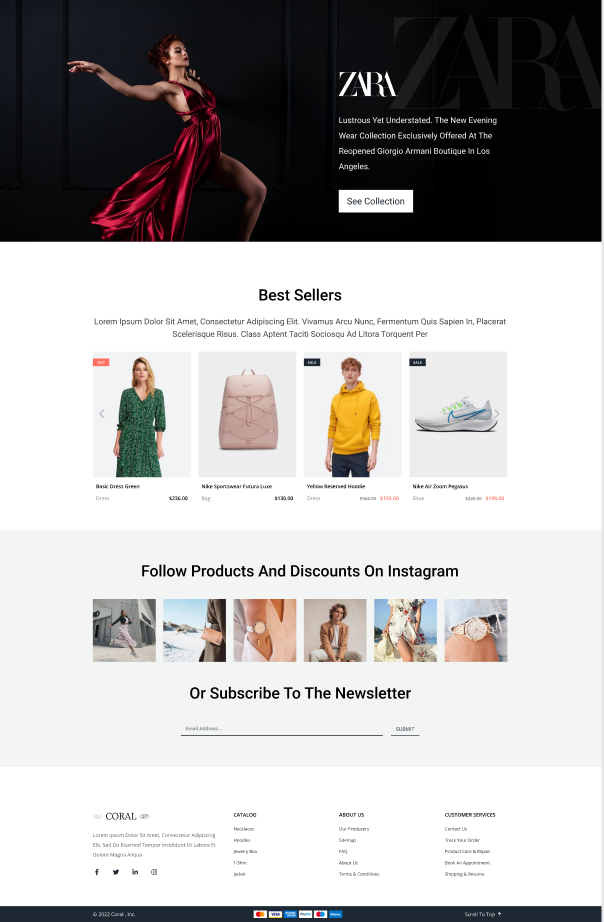 ZARA
ZARA
Lustrous Yet Understated. The New Evening
Wear Collection Exclusively Offered At The
Reopened Giorgio Armani Boutique In Los
Angeles.
See Collection
Best Sellers
Lorem Ipsum Dolor Sit Amet, Consectetur Adipiscing Elit. Vivamus Arcu Nunc, Fermentum Quis Sapien In, Placerat
Scelerisque Risus. Class Aptent Taciti Sociosqu Ad Litora Torquent Per
HOT
SALE
SALE
Basic Dress Green
Dress $236.00
Nike Sportswear Futura Luxe
Bag $130.00
Yellow Reserved Hoodie
Dress $155.00
Nike Air Zoom Pegasus
Shoe $220.00 $198.00
Follow Products And Discounts On Instagram
Or Subscribe To The Newsletter
Email Address...
SUBMIT
CORAL
Lorem Ipsum Dolor Sit Amet, Consectetur Adipiscing
Elit, Sed Do Eiusmod Tempor Incididunt Ut Labore Et
Dolore Magna Aliqua
CATALOG
Necklaces
Hoodies
Jewelry Box
T-Shirt
Jacket
ABOUT US
Our Producers
Sitemap
FAQ
About Us
Terms & Conditions
CUSTOMER SERVICES
Contact Us
Track Your Order
Product Care & Repair
Book An Appointment
Shipping & Returns
© 2022 Coral , Inc.
VISA
PayPal
Scroll To Top